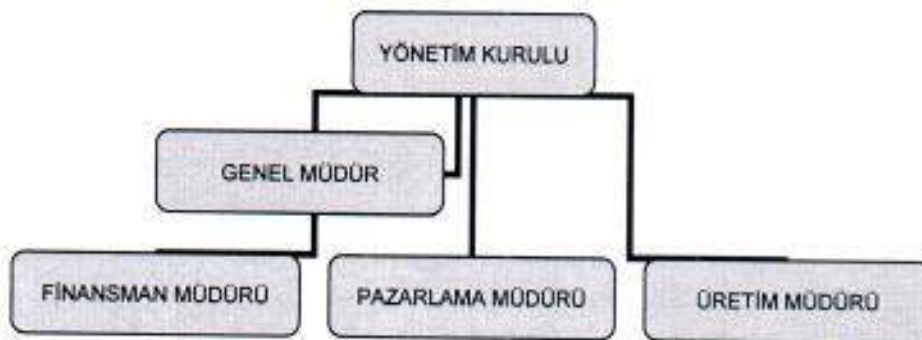 YÖNETİM KURULU
GENEL MÜDÜR
FİNANSMAN MÜDÜRÜ
PAZARLAMA MÜDÜRÜ
ÜRETİM MÜDÜRÜ